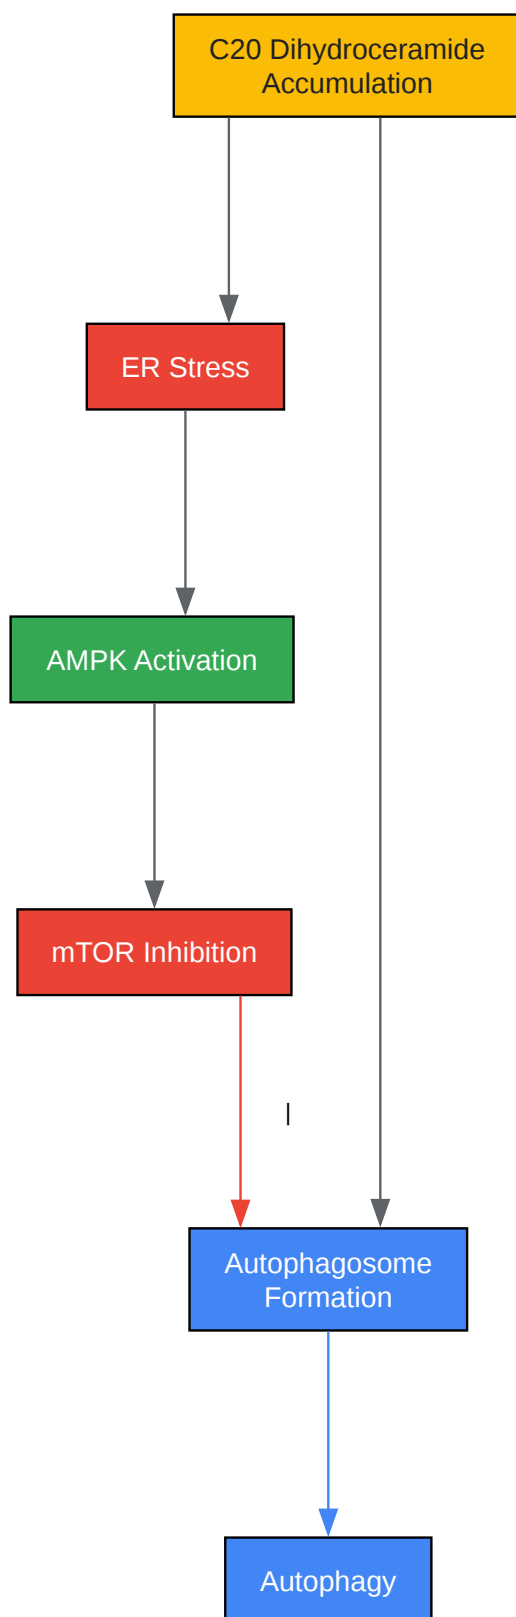 C20 Dihydroceramide
Accumulation
ER Stress
AMPK Activation
mTOR Inhibition
|
Autophagosome
Formation
Autophagy